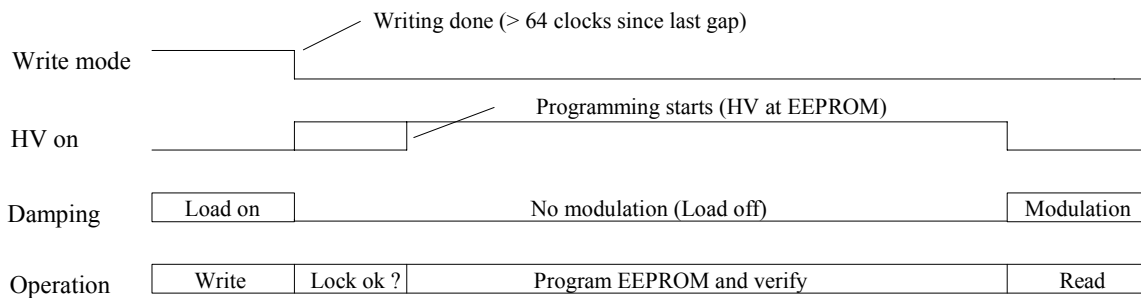 Writing done (> 64 clocks since last gap)
Write mode
Programming starts (HV at EEPROM)
HV on
Damping Load on No modulation (Load off) Modulation
Operation Write Lock ok ? Program EEPROM and verify Read